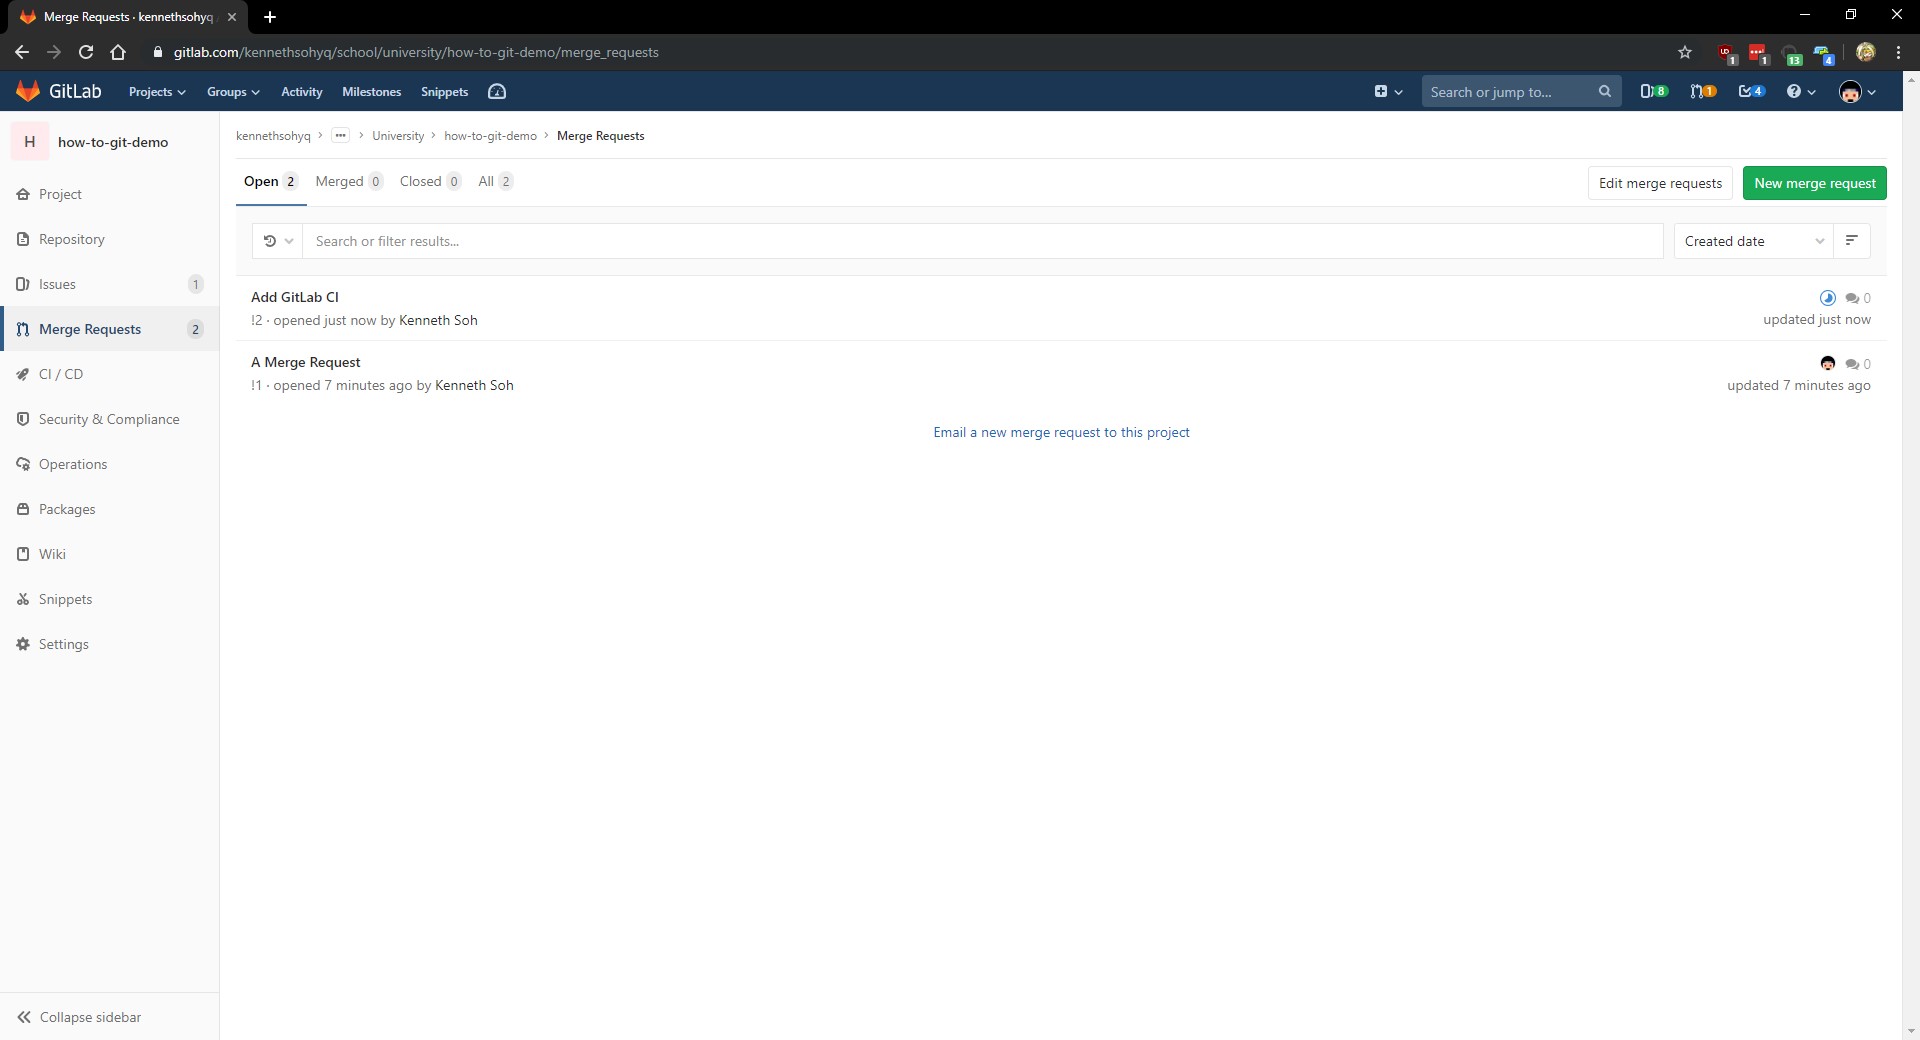 Merge Requests · kennethsohyq
gitlab.com/kennethsohyq/school/university/how-to-git-demo/merge_requests
1 1 13 4
GitLab Projects Groups Activity Milestones Snippets Search or jump to... 8 1 4
H how-to-git-demo
Project
Repository
Issues 1
Merge Requests 2
CI / CD
Security & Compliance
Operations
Packages
Wiki
Snippets
Settings
Collapse sidebar
kennethsohyq › ... › University › how-to-git-demo › Merge Requests
Open 2 Merged 0 Closed 0 All 2 Edit merge requests New merge request
Search or filter results... Created date
Add GitLab CI 0
!2 · opened just now by Kenneth Soh updated just now
A Merge Request 0
!1 · opened 7 minutes ago by Kenneth Soh updated 7 minutes ago
Email a new merge request to this project